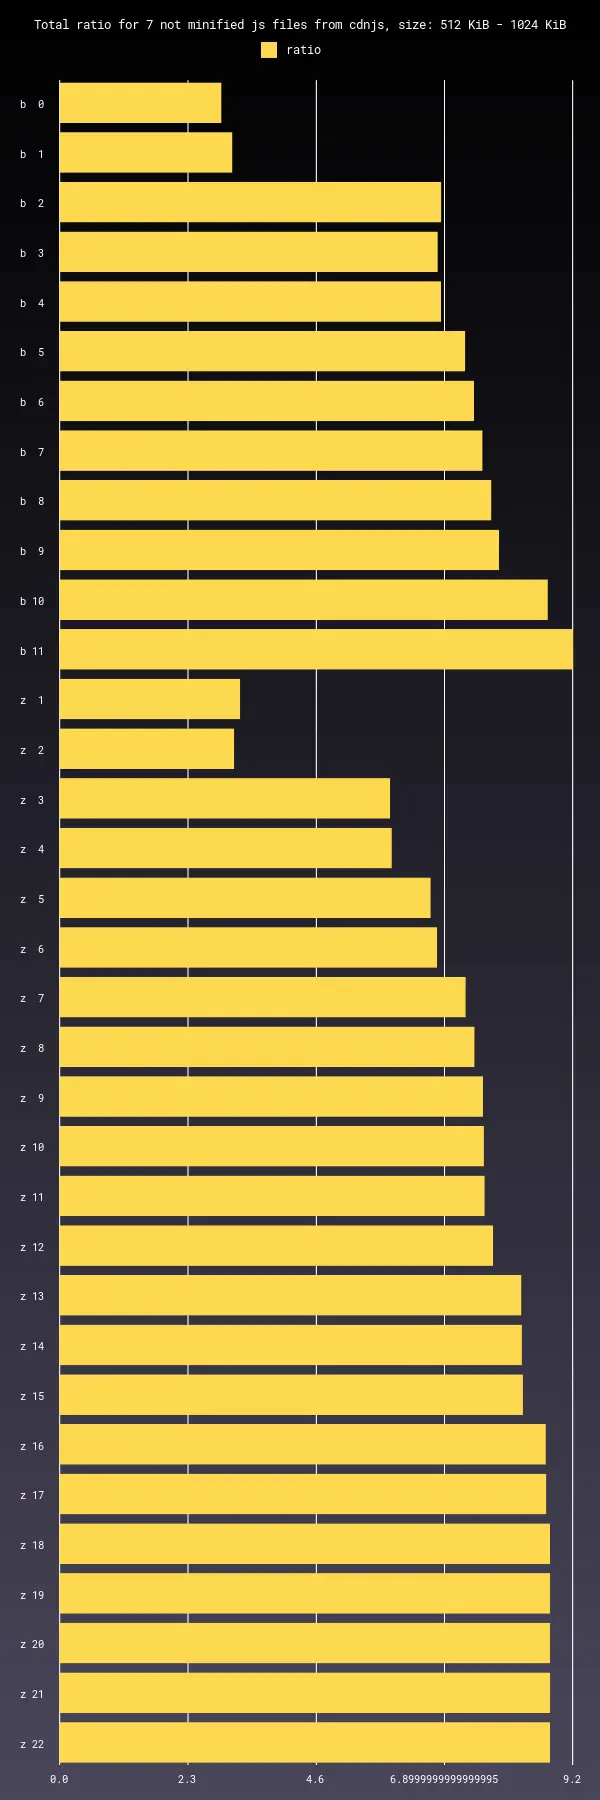 Total ratio for 7 not minified js files from cdnjs, size: 512 KiB - 1024 KiB
ratio
b 0
b 1
b 2
b 3
b 4
b 5
b 6
b 7
b 8
b 9
b 10
b 11
z 1
z 2
z 3
z 4
z 5
z 6
z 7
z 8
z 9
z 10
z 11
z 12
z 13
z 14
z 15
z 16
z 17
z 18
z 19
z 20
z 21
z 22
0.0 2.3 4.6 6.8999999999999995 9.2